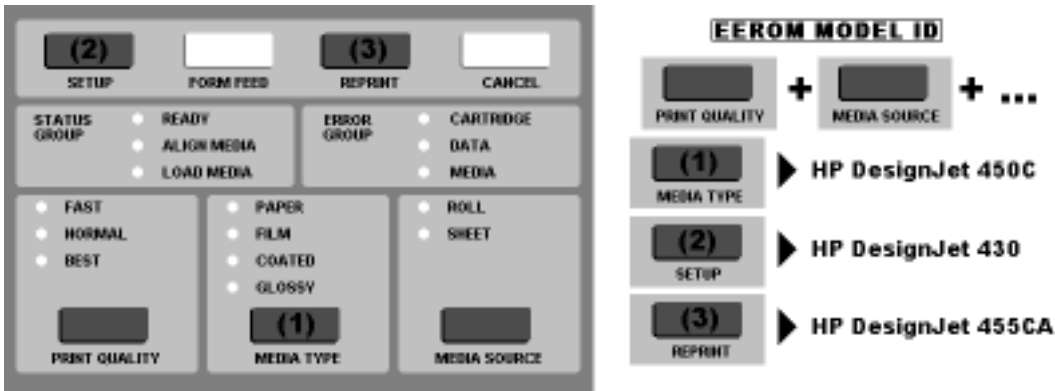 (2) (3)
SETUP FORM FEED REPRINT CANCEL
STATUS GROUP
READY
ALIGN MEDIA
LOAD MEDIA
ERROR GROUP
CARTRIDGE
DATA
MEDIA
FAST
NORMAL
BEST
PRINT QUALITY
PAPER
FILM
COATED
GLOSSY
(1)
MEDIA TYPE
ROLL
SHEET
MEDIA SOURCE
EEROM MODEL ID
+ + ...
PRINT QUALITY MEDIA SOURCE
(1) HP DesignJet 450C
MEDIA TYPE
(2) HP DesignJet 430
SETUP
(3) HP DesignJet 455CA
REPRINT